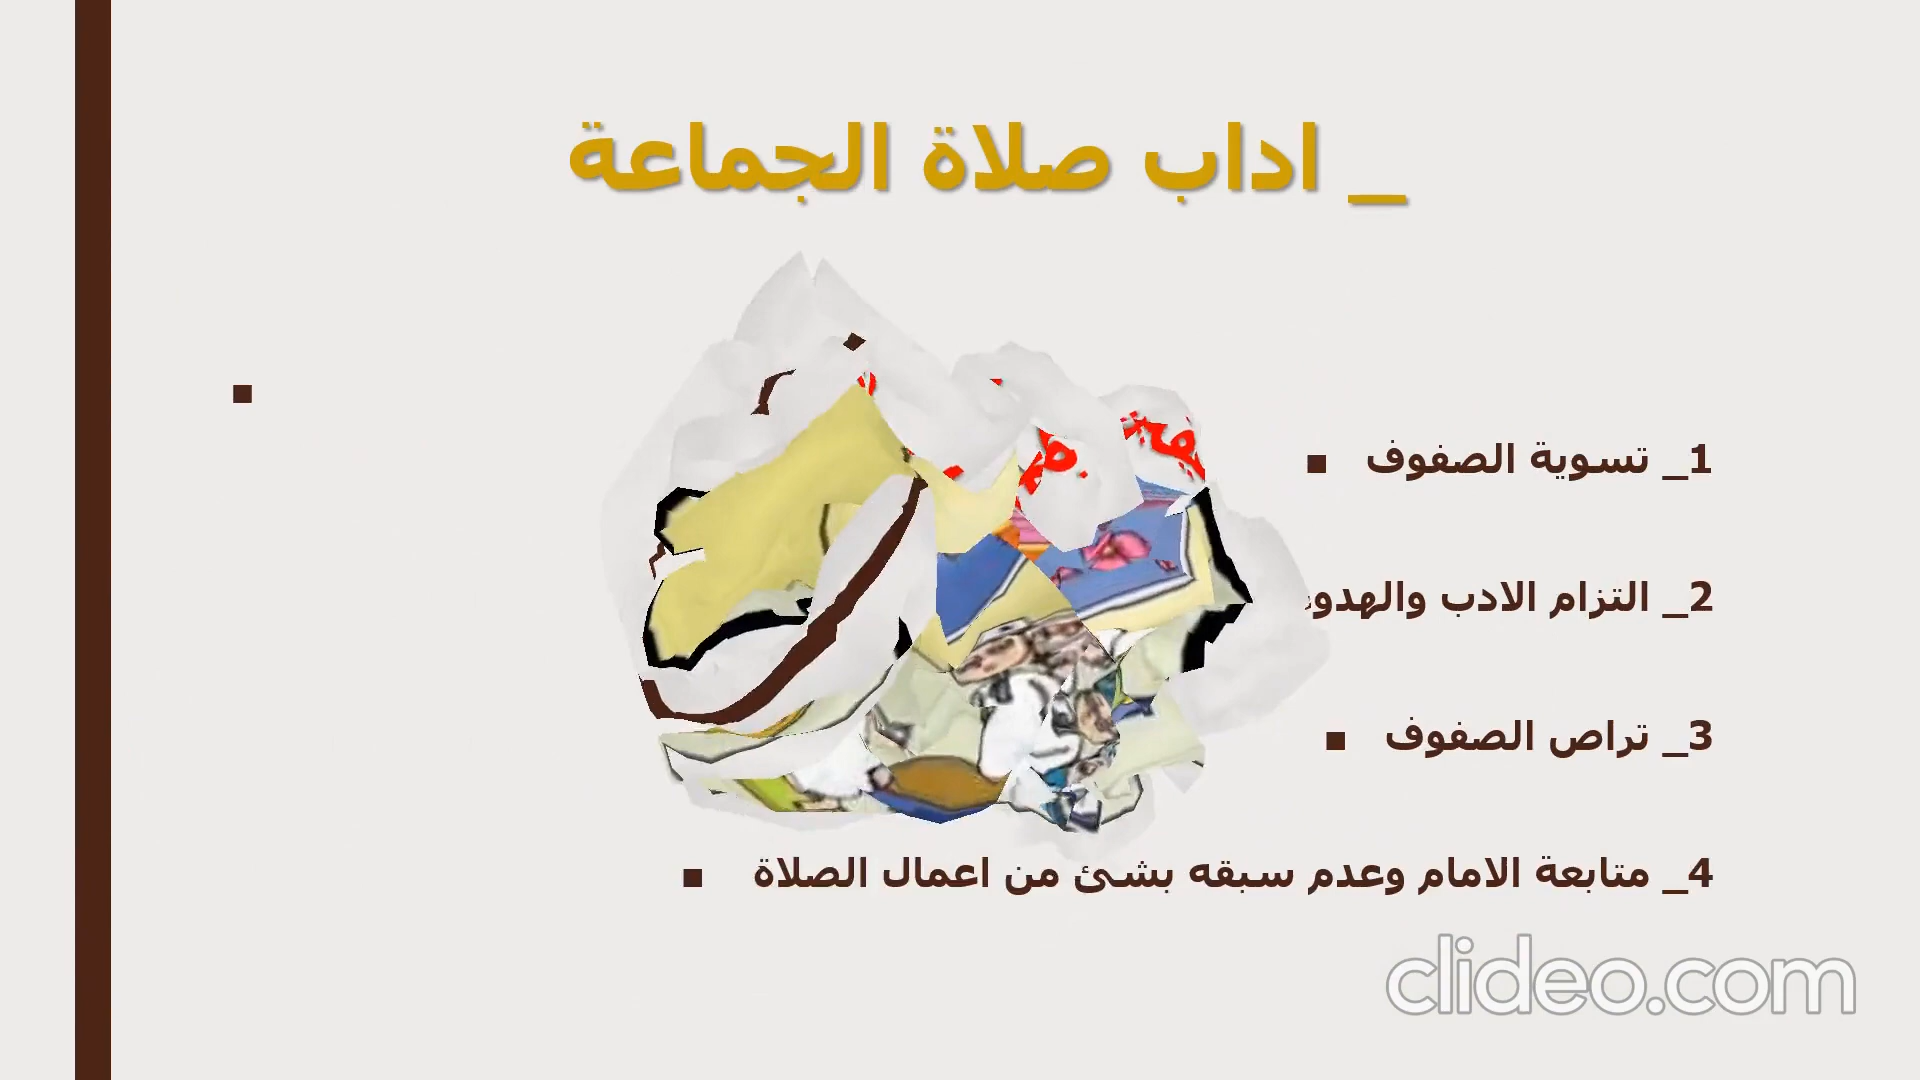 _ اداب صلاة الجماعة
1_ تسوية الصفوف
2_ التزام الادب والهدوء
3_ تراص الصفوف
4_ متابعة الامام وعدم سبقه بشئ من اعمال الصلاة
clideo.com